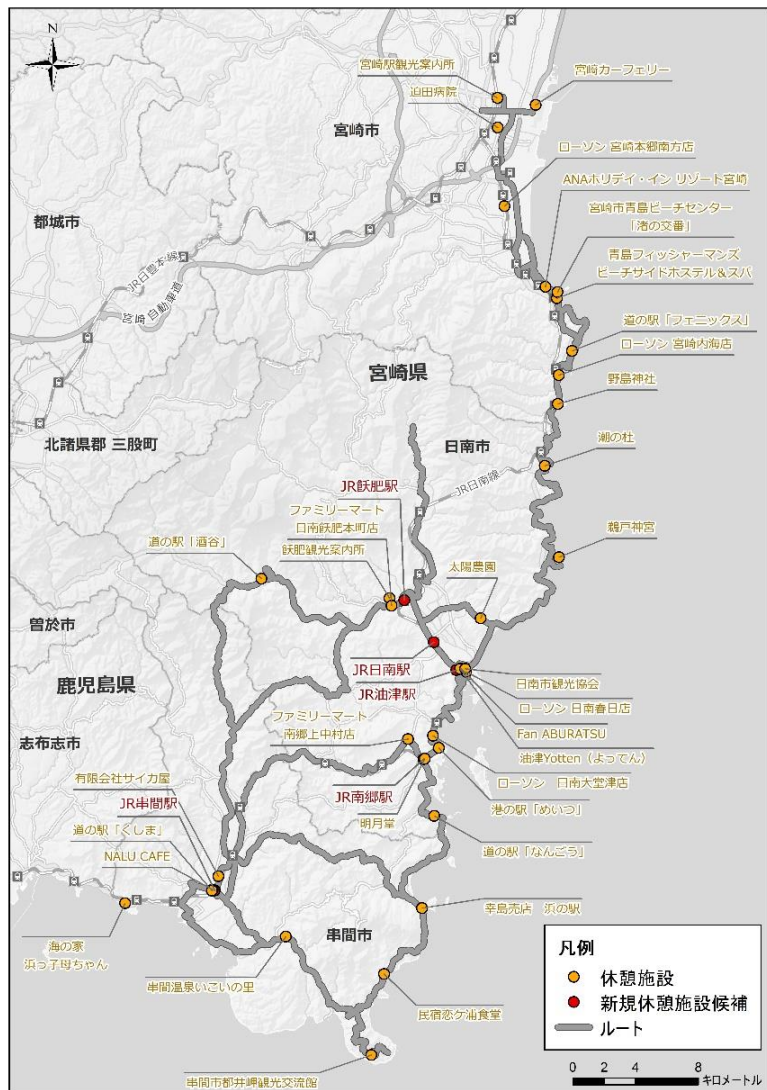 N
宮崎駅観光案内所
宮崎カーフェリー
迫田病院
宮崎市
ローソン 宮崎本郷南方店
ANAホリデイ・イン リゾート宮崎
都城市
宮崎市青島ビーチセンター
「渚の交番」
青島フィッシャーマンズ
ビーチサイドホステル＆スパ
JR日豊本線
宮崎自動車道
道の駅「フェニックス」
ローソン 宮崎内海店
宮崎県
野島神社
北諸県郡 三股町
日南市
潮の杜
JR日南線
JR飫肥駅
ファミリーマート
日南飫肥本町店
道の駅「酒谷」
飫肥観光案内所
鵜戸神宮
太陽農園
曽於市
鹿児島県
JR日南駅
日南市観光協会
JR油津駅
ローソン 日南春日店
ファミリーマート
南郷上中村店
Fan ABURATSU
志布志市
油津Yotten（よってん）
有限会社サイカ屋
ローソン 日南大堂津店
JR串間駅
JR南郷駅
港の駅「めいつ」
道の駅「くしま」
明月堂
NALU CAFE
道の駅「なんごう」
幸島売店 浜の駅
海の家
浜っ子母ちゃん
串間市
串間温泉いこいの里
民宿恋ケ浦食堂
串間市都井岬観光交流館
凡例
休憩施設
新規休憩施設候補
ルート
0 2 4 8
キロメートル